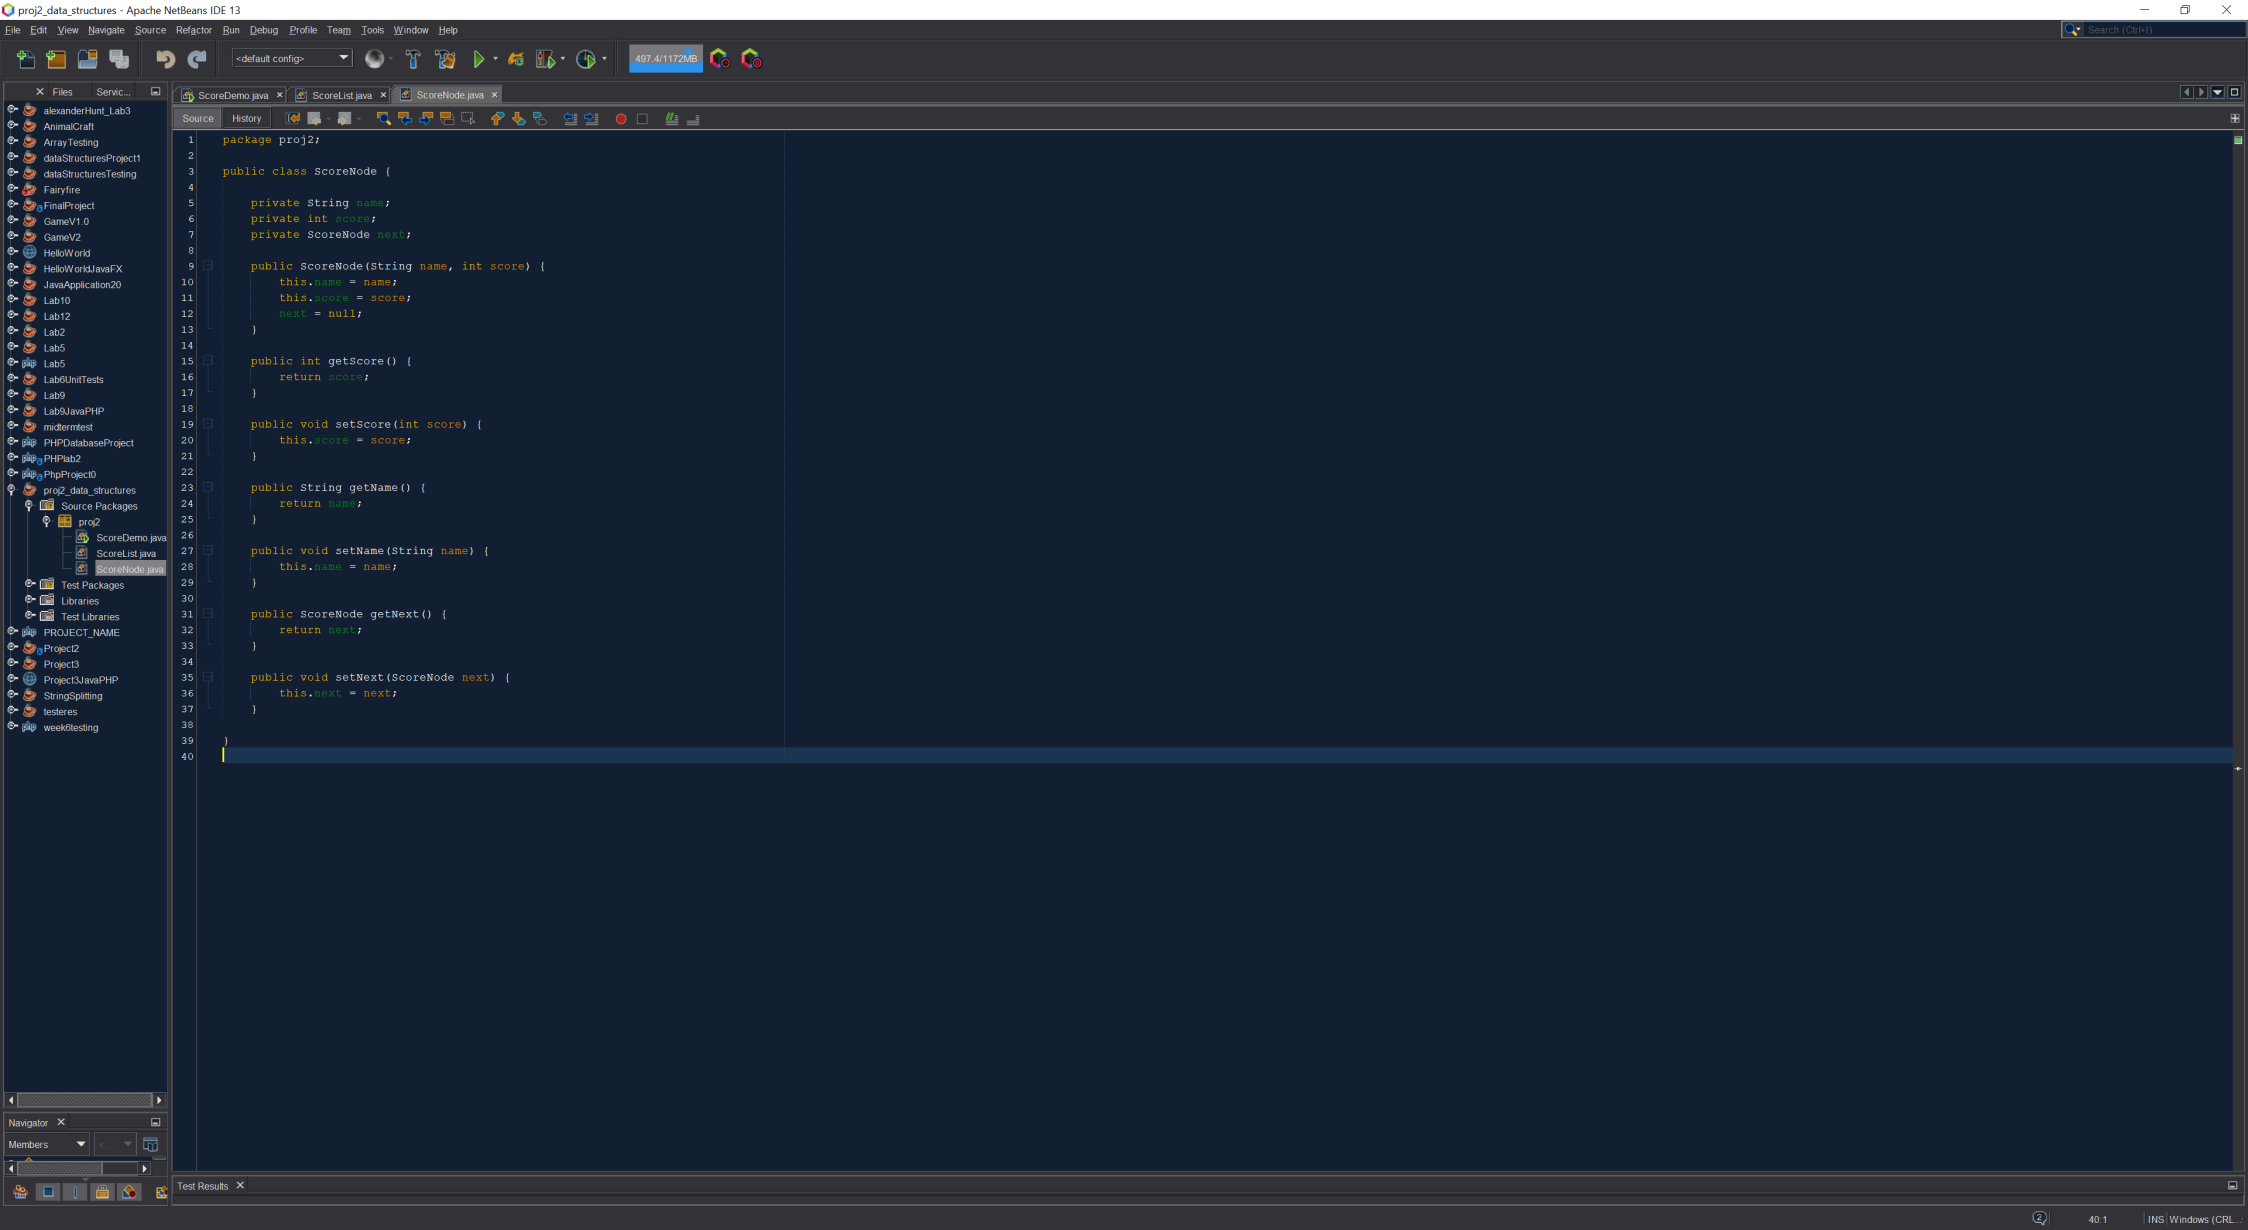 proj2_data_structures - Apache NetBeans IDE 13
File Edit View Navigate Source Refactor Run Debug Profile Team Tools Window Help
Search (Ctrl+I)
<default config>
497.4/1172MB
Files Servic...
alexanderHunt_Lab3
AnimalCraft
ArrayTesting
dataStructuresProject1
dataStructuresTesting
Fairyfire
FinalProject
GameV1.0
GameV2
HelloWorld
HelloWorldJavaFX
JavaApplication20
Lab10
Lab12
Lab2
Lab5
Lab5
Lab6UnitTests
Lab9
Lab9JavaPHP
midtermtest
PHPDatabaseProject
PHPlab2
PhpProject0
proj2_data_structures
Source Packages
proj2
ScoreDemo.java
ScoreList.java
ScoreNode.java
Test Packages
Libraries
Test Libraries
PROJECT_NAME
Project2
Project3
Project3JavaPHP
StringSplitting
testeres
week6testing
Navigator
Members
<...
ScoreDemo.java ScoreList.java ScoreNode.java
Source History
1 package proj2;
2
3 public class ScoreNode {
4
5 private String name;
6 private int score;
7 private ScoreNode next;
8
9 public ScoreNode(String name, int score) {
10 this.name = name;
11 this.score = score;
12 next = null;
13 }
14
15 public int getScore() {
16 return score;
17 }
18
19 public void setScore(int score) {
20 this.score = score;
21 }
22
23 public String getName() {
24 return name;
25 }
26
27 public void setName(String name) {
28 this.name = name;
29 }
30
31 public ScoreNode getNext() {
32 return next;
33 }
34
35 public void setNext(ScoreNode next) {
36 this.next = next;
37 }
38
39 }
40
Test Results
2 40:1 INS Windows (CRL...